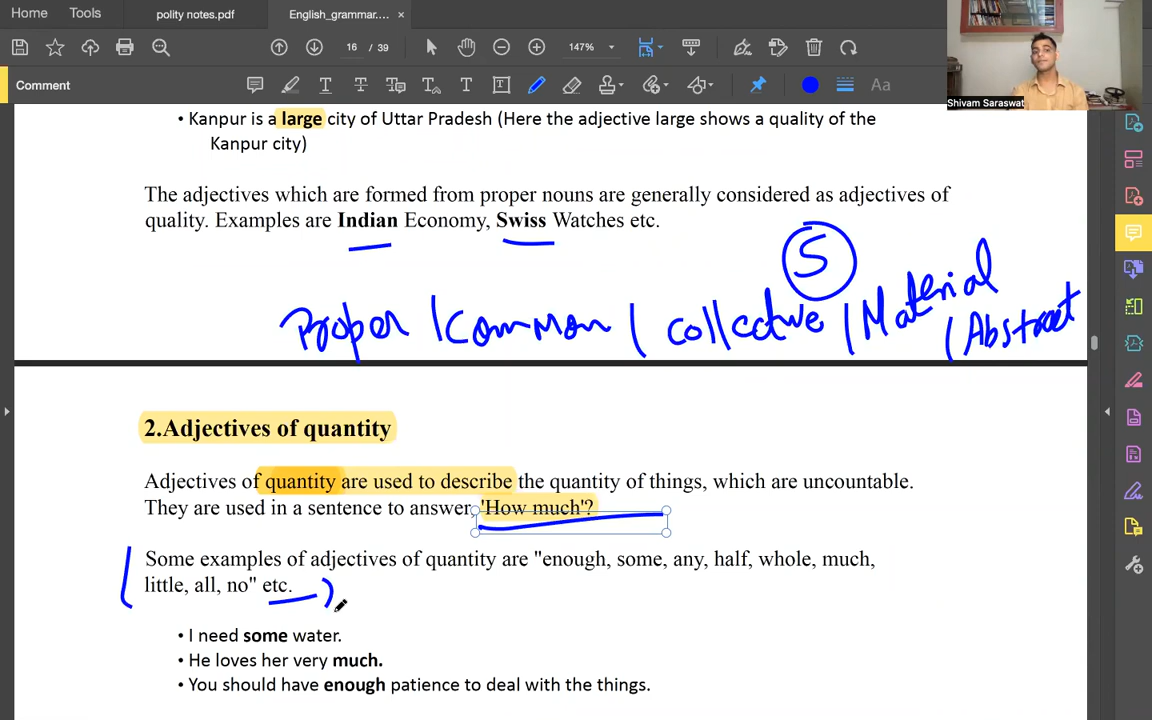 Home Tools polity notes.pdf English_grammar.... ×
16 / 39 147%
Comment Aa
Shivam Saraswat
• Kanpur is a large city of Uttar Pradesh (Here the adjective large shows a quality of the
Kanpur city)
The adjectives which are formed from proper nouns are generally considered as adjectives of
quality. Examples are Indian Economy, Swiss Watches etc.
5
Proper / Common / Collective / Material
/ Abstract
2.Adjectives of quantity
Adjectives of quantity are used to describe the quantity of things, which are uncountable.
They are used in a sentence to answer, 'How much'?
Some examples of adjectives of quantity are "enough, some, any, half, whole, much,
little, all, no" etc.
• I need some water.
• He loves her very much.
• You should have enough patience to deal with the things.